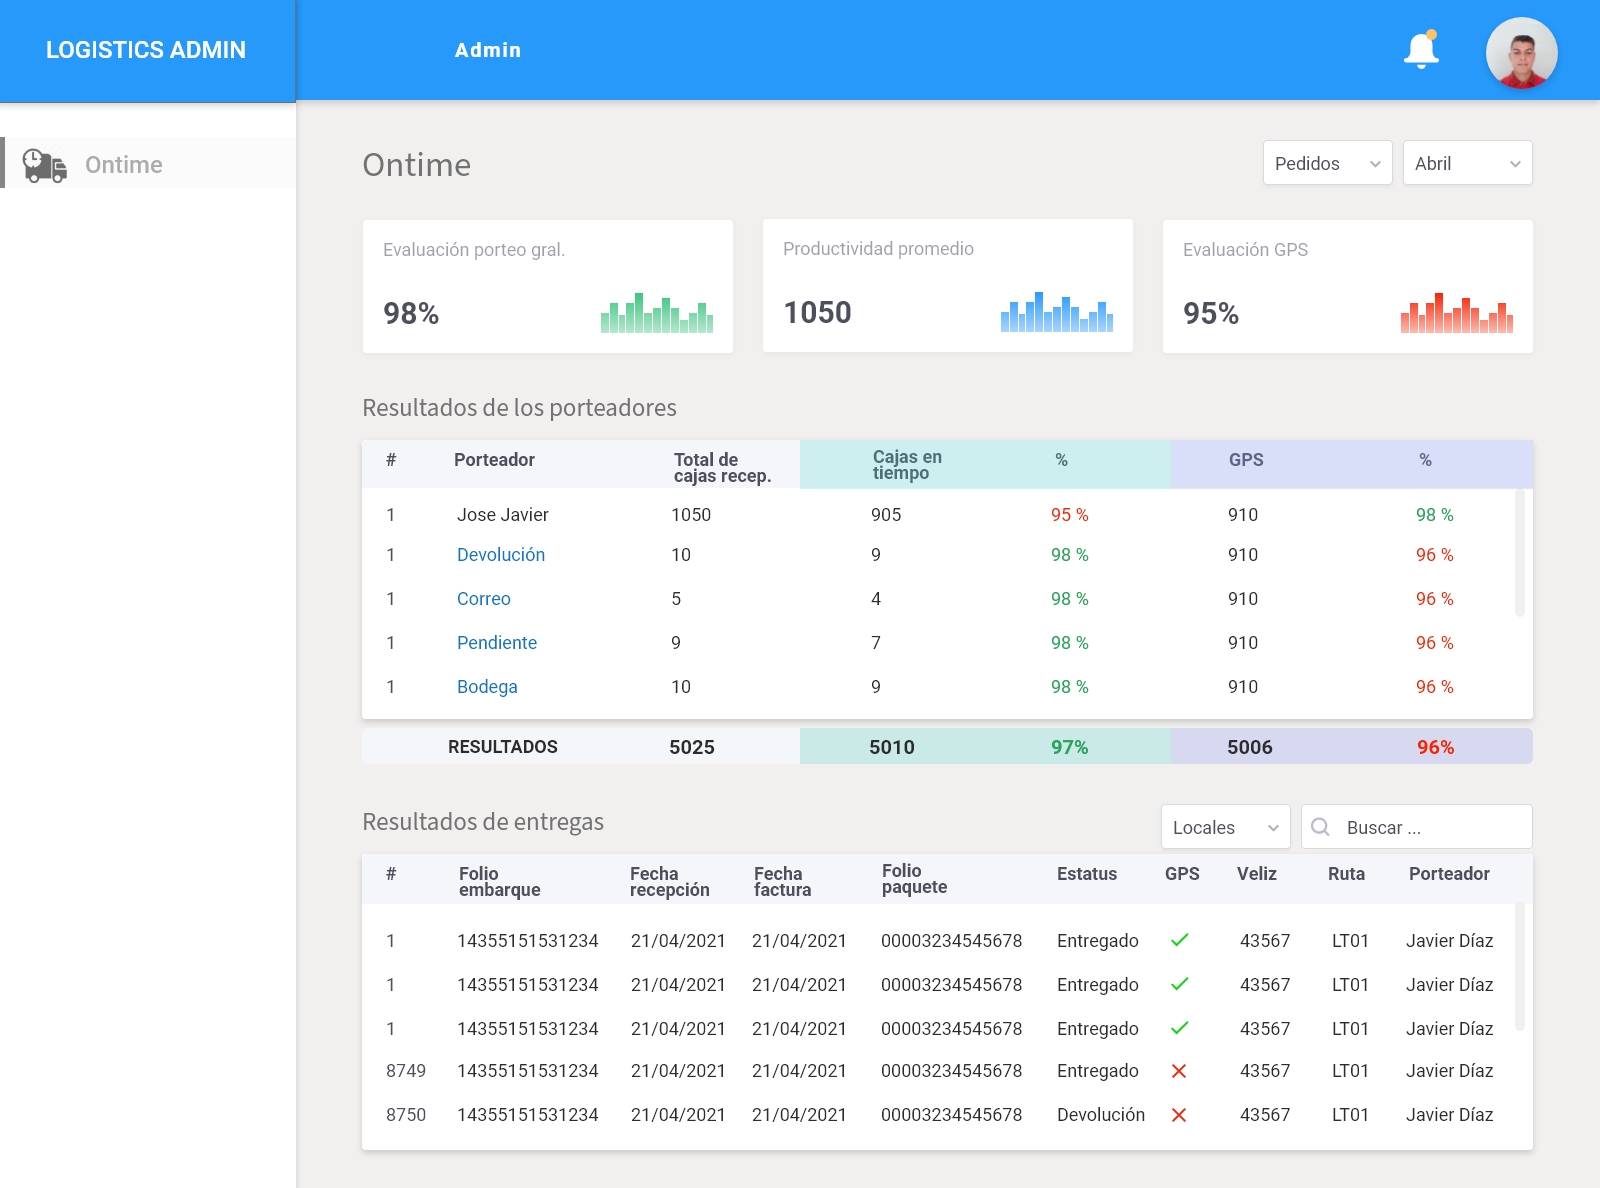 LOGISTICS ADMIN
Admin
Ontime
Ontime
Pedidos
Abril
Evaluación porteo gral.
98%
Productividad promedio
1050
Evaluación GPS
95%
Resultados de los porteadores
# Porteador Total de cajas recep. Cajas en tiempo % GPS %
1 Jose Javier 1050 905 95 % 910 98 %
1 Devolución 10 9 98 % 910 96 %
1 Correo 5 4 98 % 910 96 %
1 Pendiente 9 7 98 % 910 96 %
1 Bodega 10 9 98 % 910 96 %
RESULTADOS 5025 5010 97% 5006 96%
Resultados de entregas
Locales
Buscar ...
# Folio embarque Fecha recepción Fecha factura Folio paquete Estatus GPS Veliz Ruta Porteador
1 14355151531234 21/04/2021 21/04/2021 00003234545678 Entregado 43567 LT01 Javier Díaz
1 14355151531234 21/04/2021 21/04/2021 00003234545678 Entregado 43567 LT01 Javier Díaz
1 14355151531234 21/04/2021 21/04/2021 00003234545678 Entregado 43567 LT01 Javier Díaz
8749 14355151531234 21/04/2021 21/04/2021 00003234545678 Entregado 43567 LT01 Javier Díaz
8750 14355151531234 21/04/2021 21/04/2021 00003234545678 Devolución 43567 LT01 Javier Díaz